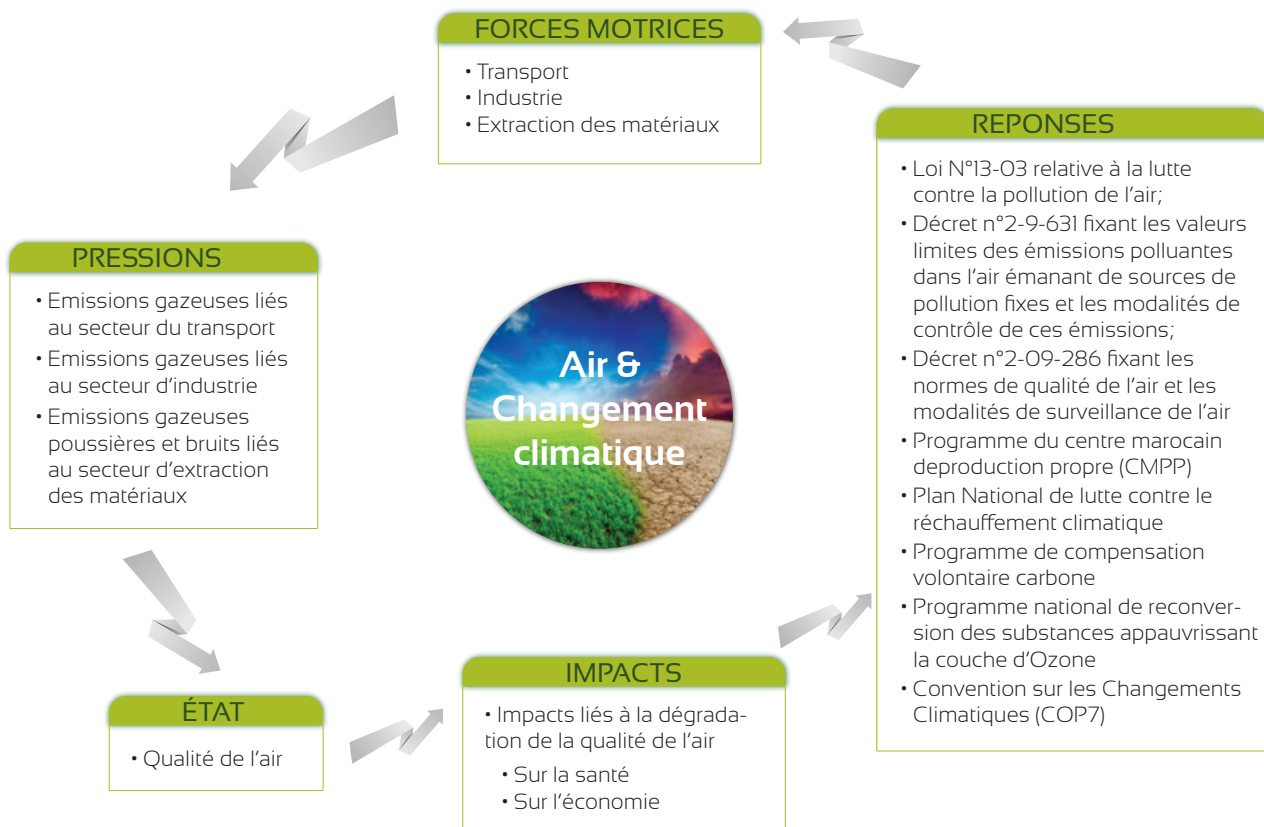 FORCES MOTRICES
• Transport
• Industrie
• Extraction des matériaux
PRESSIONS
• Emissions gazeuses liés
au secteur du transport
• Emissions gazeuses liés
au secteur d'industrie
• Emissions gazeuses
poussières et bruits liés
au secteur d'extraction
des matériaux
ÉTAT
• Qualité de l'air
IMPACTS
• Impacts liés à la dégrada-
tion de la qualité de l'air
• Sur la santé
• Sur l'économie
REPONSES
• Loi N°13-03 relative à la lutte
contre la pollution de l'air;
• Décret n°2-9-631 fixant les valeurs
limites des émissions polluantes
dans l'air émanant de sources de
pollution fixes et les modalités de
contrôle de ces émissions;
• Décret n°2-09-286 fixant les
normes de qualité de l'air et les
modalités de surveillance de l'air
• Programme du centre marocain
deproduction propre (CMPP)
• Plan National de lutte contre le
réchauffement climatique
• Programme de compensation
volontaire carbone
• Programme national de reconver-
sion des substances appauvrissant
la couche d'Ozone
• Convention sur les Changements
Climatiques (COP7)
Air &
Changement
climatique